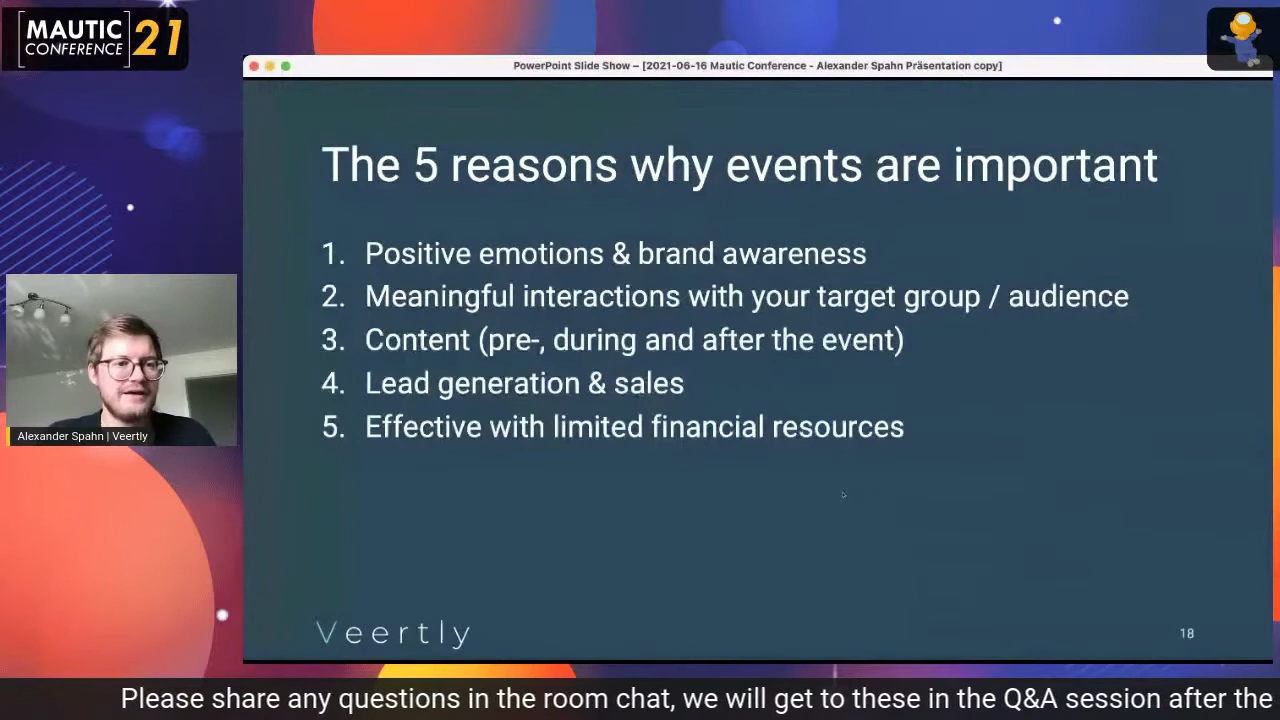 MAUTIC
CONFERENCE 21
PowerPoint Slide Show – [2021-06-16 Mautic Conference - Alexander Spahn Präsentation copy]
The 5 reasons why events are important
1. Positive emotions & brand awareness
2. Meaningful interactions with your target group / audience
3. Content (pre-, during and after the event)
4. Lead generation & sales
5. Effective with limited financial resources
Alexander Spahn | Veertly
Veertly
18
Please share any questions in the room chat, we will get to these in the Q&A session after the